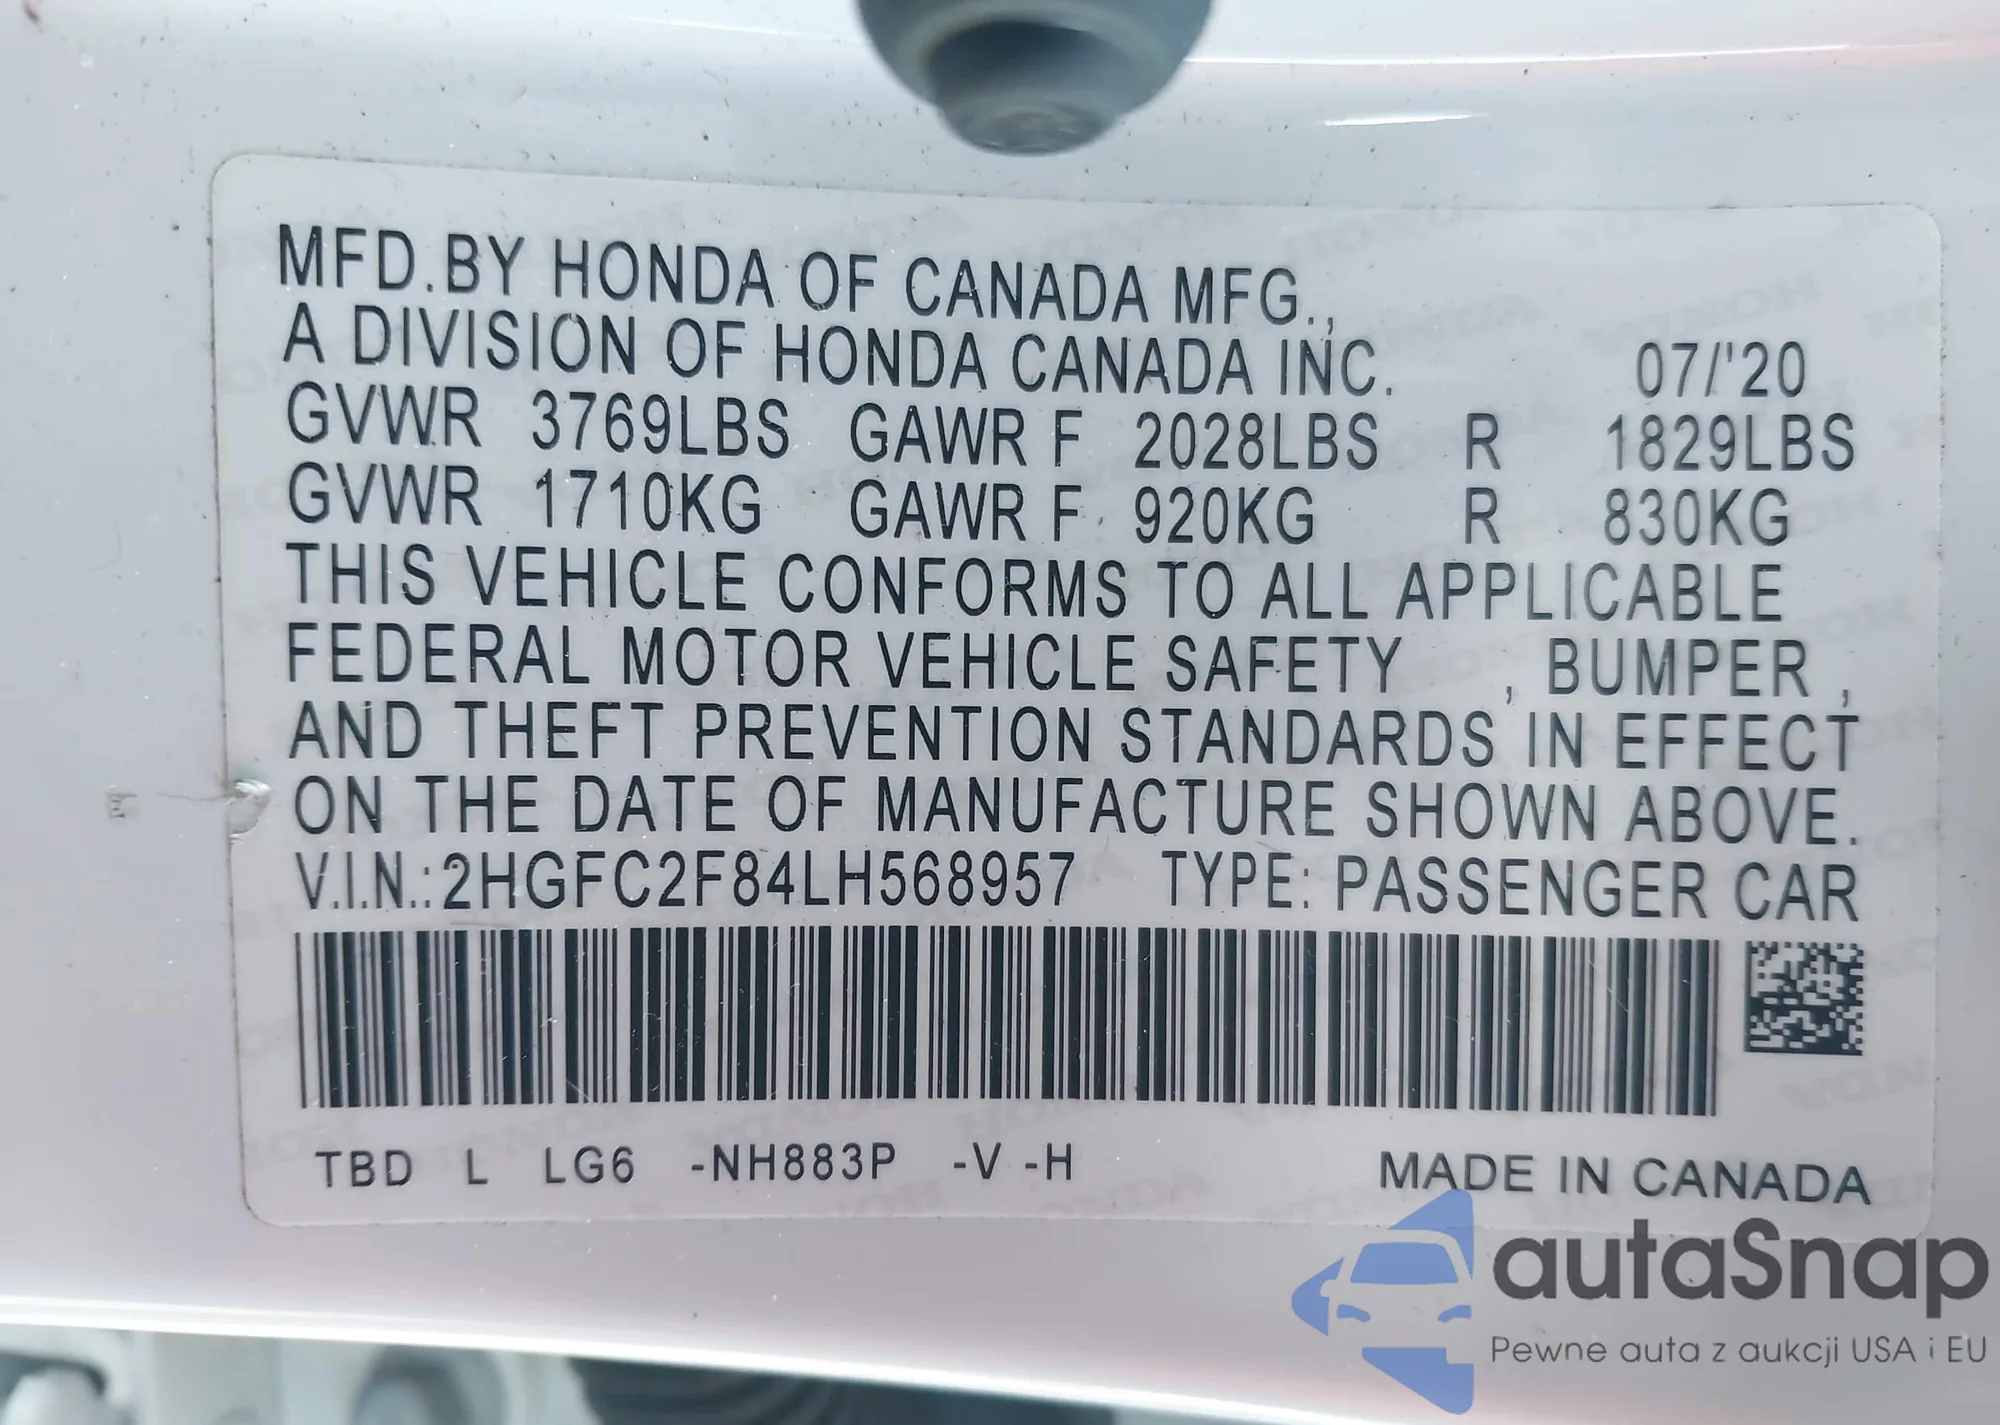 MFD.BY HONDA OF CANADA MFG.,
A DIVISION OF HONDA CANADA INC. 07/'20
GVWR 3769LBS GAWR F 2028LBS R 1829LBS
GVWR 1710KG GAWR F 920KG R 830KG
THIS VEHICLE CONFORMS TO ALL APPLICABLE
FEDERAL MOTOR VEHICLE SAFETY , BUMPER ,
AND THEFT PREVENTION STANDARDS IN EFFECT
ON THE DATE OF MANUFACTURE SHOWN ABOVE.
V.I.N.:2HGFC2F84LH568957 TYPE: PASSENGER CAR
TBD L LG6 -NH883P -V -H MADE IN CANADA
autaSnap
Pewne auta z aukcji USA i EU